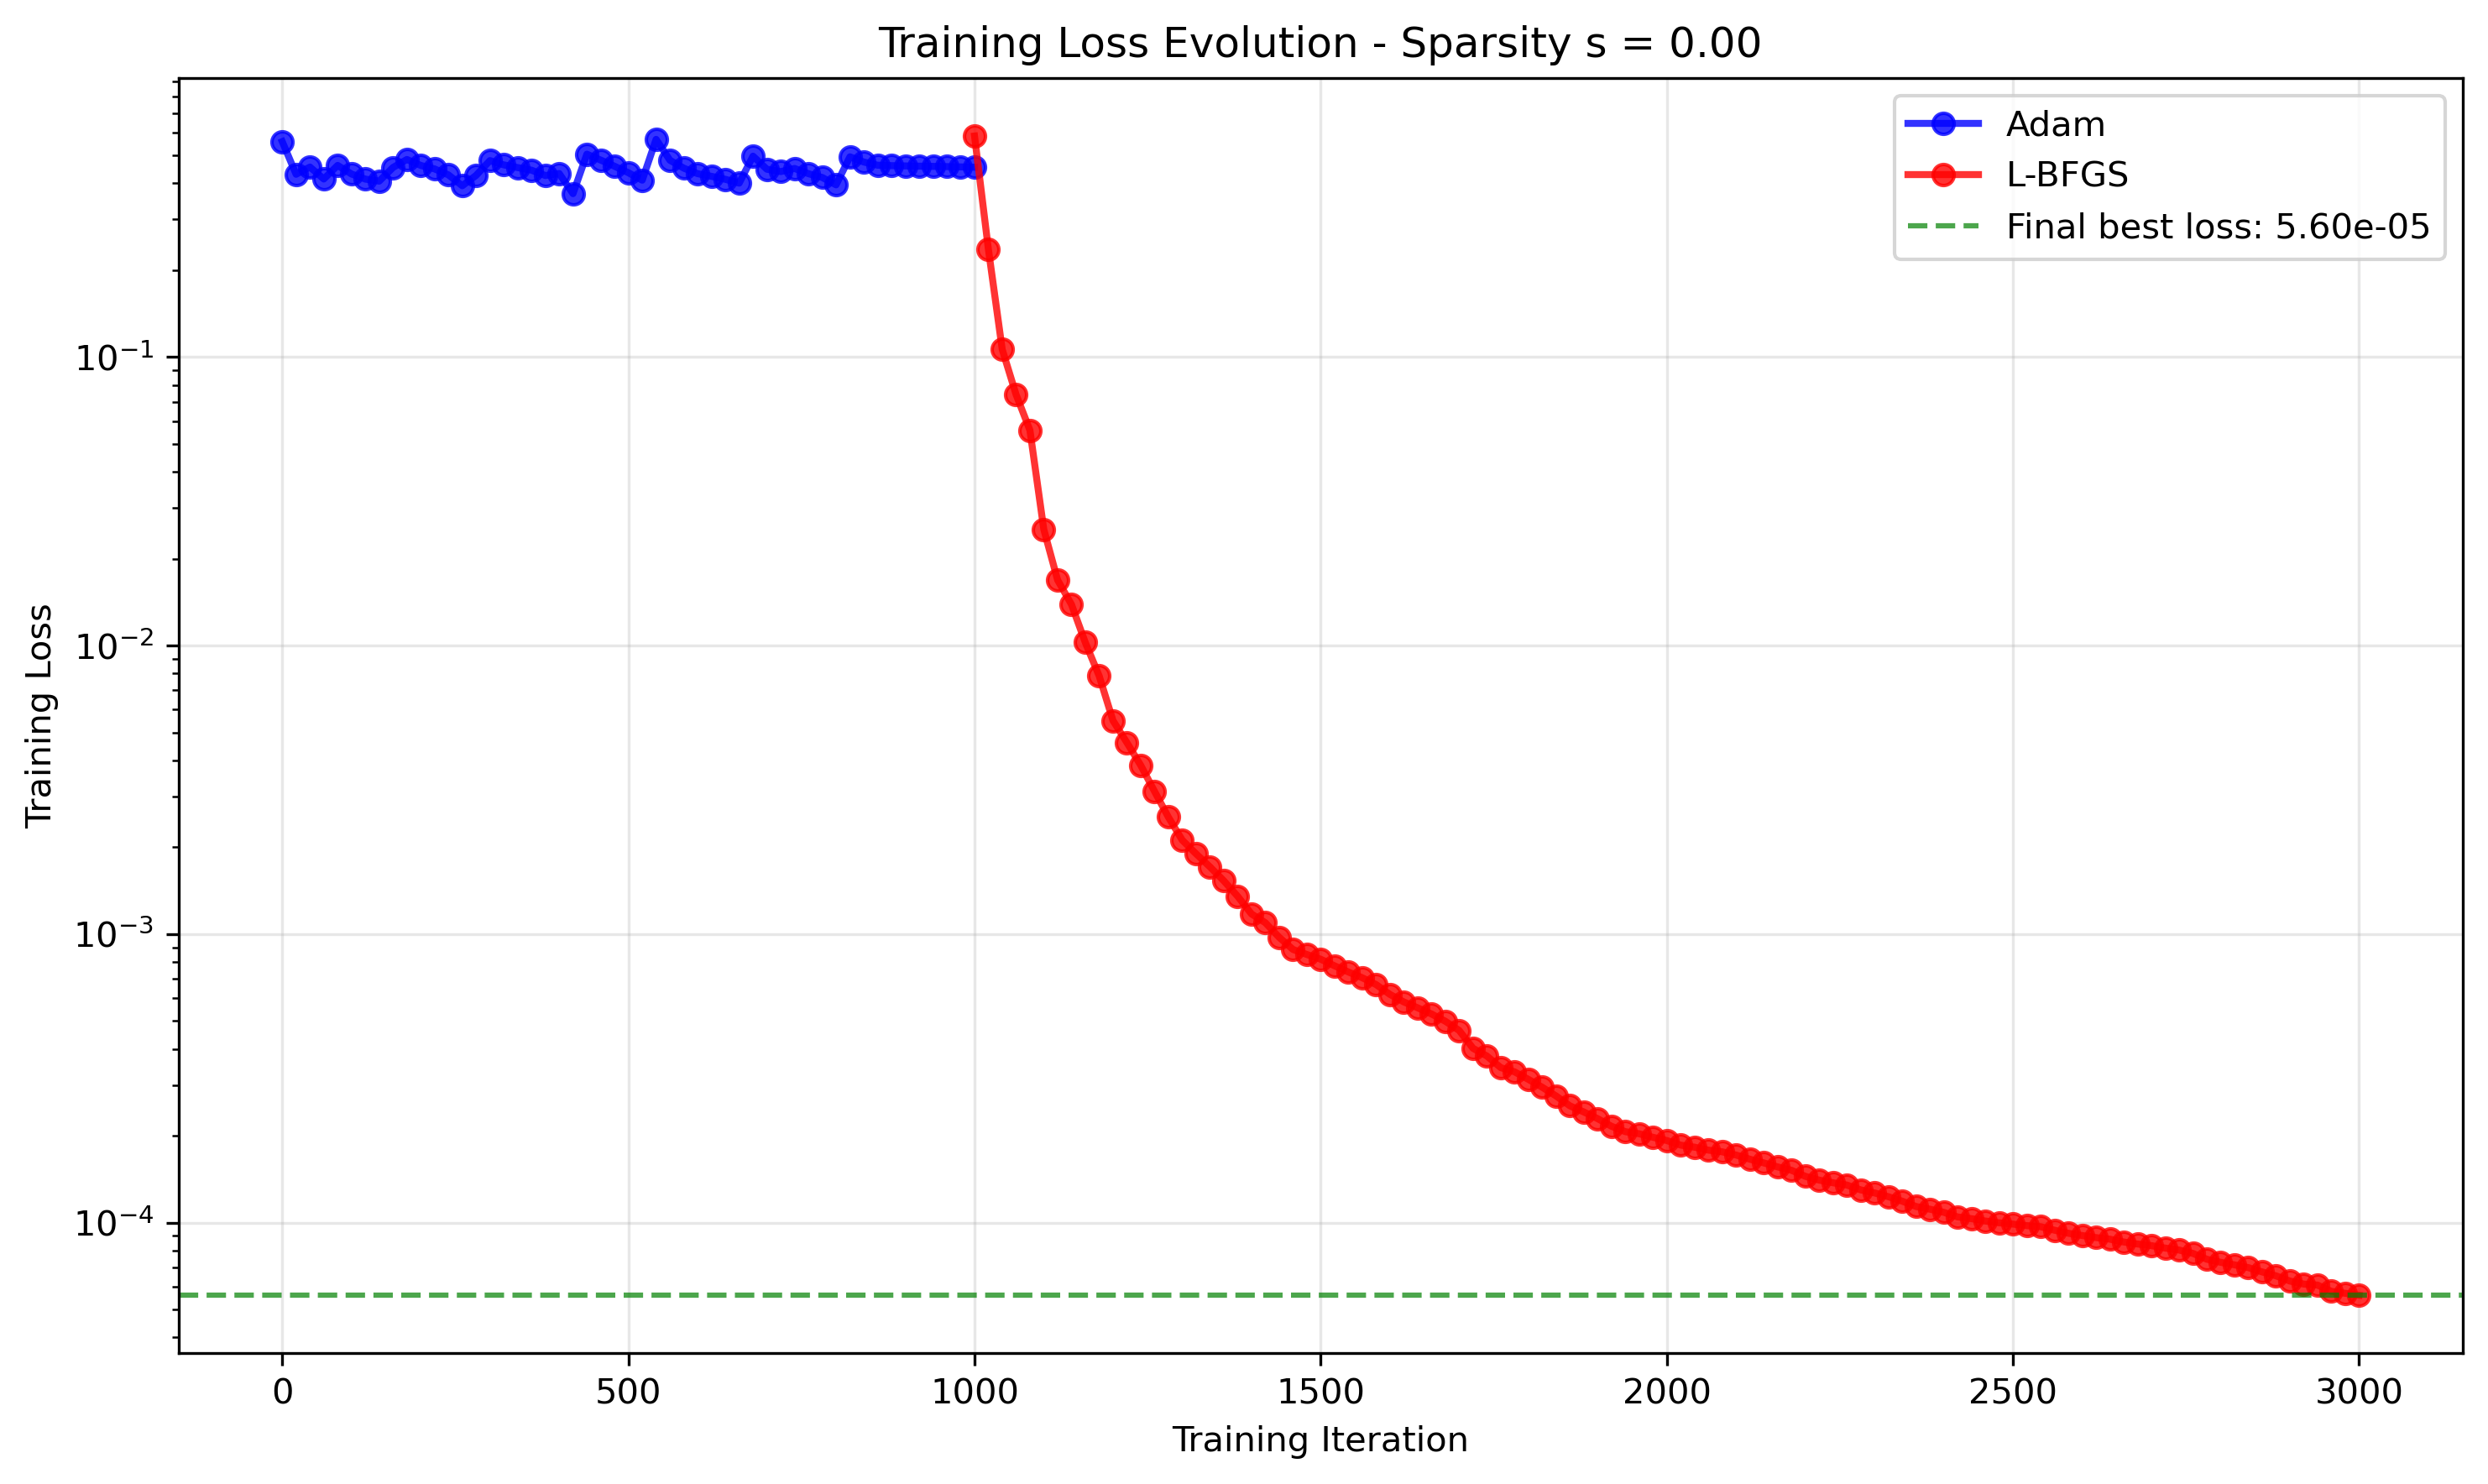 Training Loss Evolution - Sparsity s = 0.00
Adam
L-BFGS
Final best loss: 5.60e-05
Training Loss
10⁻¹
10⁻²
10⁻³
10⁻⁴
0 500 1000 1500 2000 2500 3000
Training Iteration